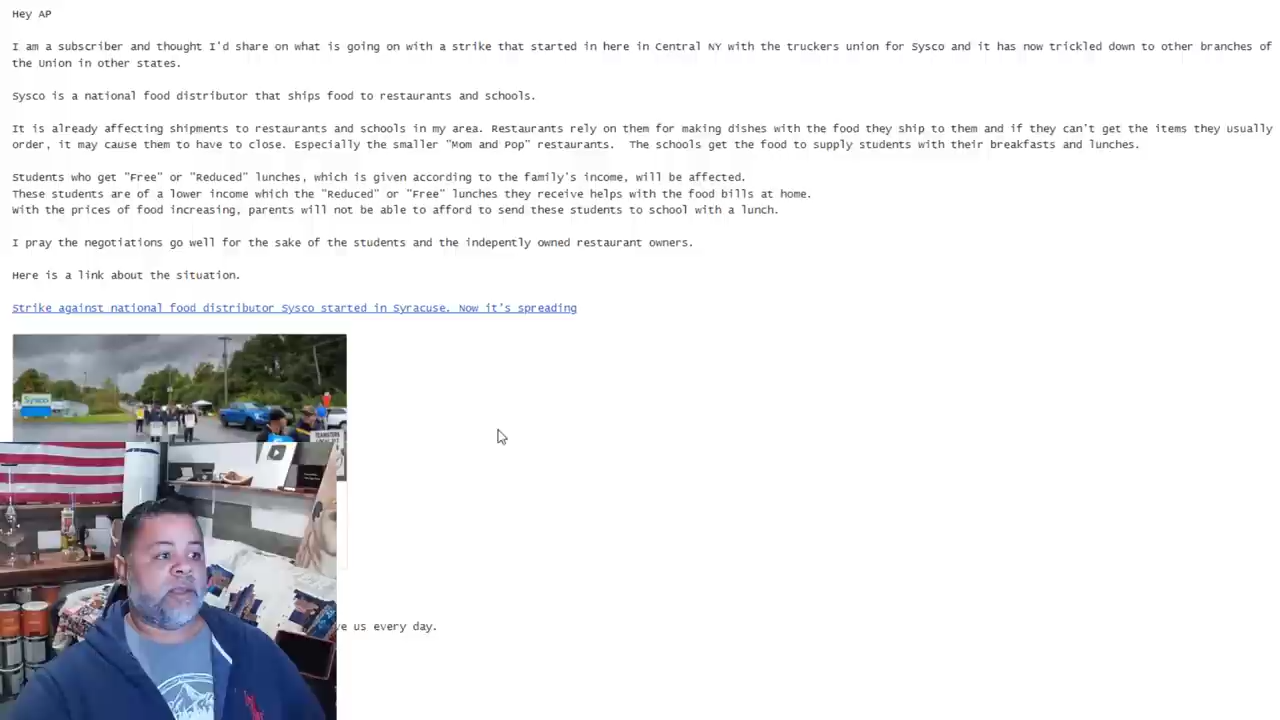 Hey AP
I am a subscriber and thought I'd share on what is going on with a strike that started in here in Central NY with the truckers union for Sysco and it has now trickled down to other branches of
the Union in other states.
Sysco is a national food distributor that ships food to restaurants and schools.
It is already affecting shipments to restaurants and schools in my area. Restaurants rely on them for making dishes with the food they ship to them and if they can't get the items they usually
order, it may cause them to have to close. Especially the smaller "Mom and Pop" restaurants.  The schools get the food to supply students with their breakfasts and lunches.
Students who get "Free" or "Reduced" lunches, which is given according to the family's income, will be affected.
These students are of a lower income which the "Reduced" or "Free" lunches they receive helps with the food bills at home.
With the prices of food increasing, parents will not be able to afford to send these students to school with a lunch.
I pray the negotiations go well for the sake of the students and the indepently owned restaurant owners.
Here is a link about the situation.
Strike against national food distributor Sysco started in Syracuse. Now it's spreading
Sysco
TEAMSTERS
us every day.